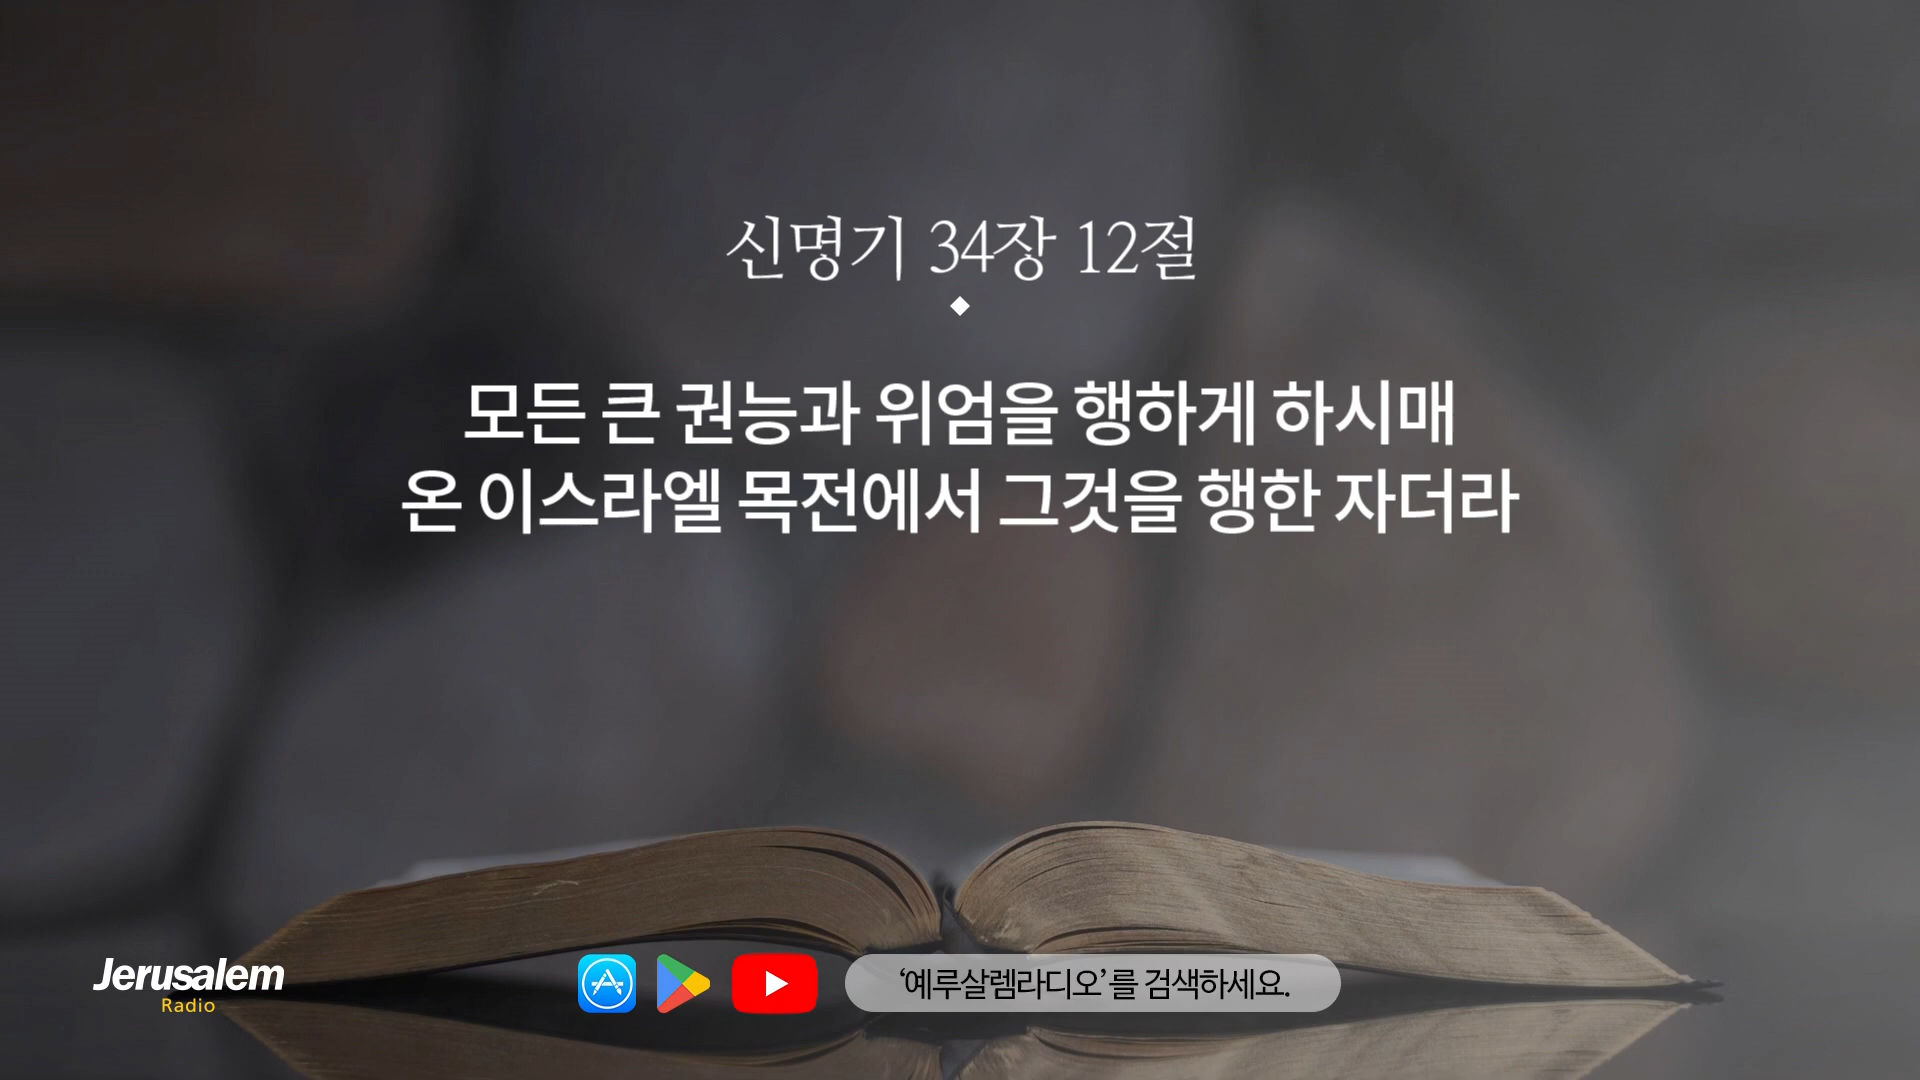 신명기 34장 12절
모든 큰 권능과 위엄을 행하게 하시매
온 이스라엘 목전에서 그것을 행한 자더라
Jerusalem
Radio
‘예루살렘라디오’를 검색하세요.